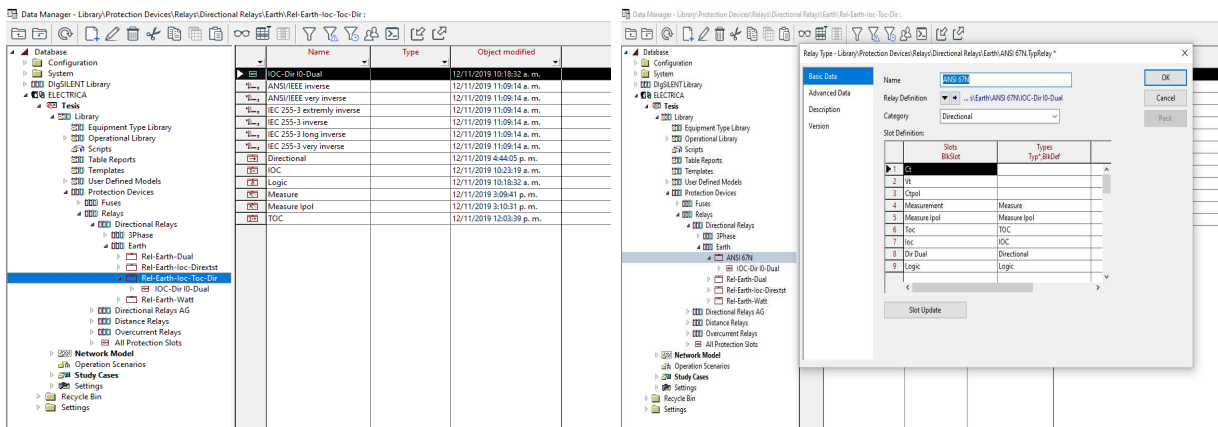 Data Manager - Library\Protection Devices\Relays\Directional Relays\Earth\Rel-Earth-Ioc-Toc-Dir :
Database
Configuration
System
DIgSILENT Library
ELECTRICA
Tesis
Library
Equipment Type Library
Operational Library
Scripts
Table Reports
Templates
User Defined Models
Protection Devices
Fuses
Relays
Directional Relays
3Phase
Earth
Rel-Earth-Dual
Rel-Earth-Ioc-Dirextst
Rel-Earth-Ioc-Toc-Dir
IOC-Dir I0-Dual
Rel-Earth-Watt
Directional Relays AG
Distance Relays
Overcurrent Relays
All Protection Slots
Network Model
Operation Scenarios
Study Cases
Settings
Recycle Bin
Settings
Name Type Object modified
IOC-Dir I0-Dual 12/11/2019 10:18:32 a. m.
ANSI/IEEE inverse 12/11/2019 11:09:14 a. m.
ANSI/IEEE very inverse 12/11/2019 11:09:14 a. m.
IEC 255-3 extremly inverse 12/11/2019 11:09:14 a. m.
IEC 255-3 inverse 12/11/2019 11:09:14 a. m.
IEC 255-3 long inverse 12/11/2019 11:09:14 a. m.
IEC 255-3 very inverse 12/11/2019 11:09:14 a. m.
Directional 12/11/2019 4:44:05 p. m.
IOC 12/11/2019 10:23:19 a. m.
Logic 12/11/2019 10:18:32 a. m.
Measure 12/11/2019 3:09:41 p. m.
Measure Ipol 12/11/2019 3:10:31 p. m.
TOC 12/11/2019 12:03:39 p. m.
Data Manager - Library\Protection Devices\Relays\Directional Relays\Earth\Rel-Earth-Ioc-Toc-Dir :
Database
Configuration
System
DIgSILENT Library
ELECTRICA
Tesis
Library
Equipment Type Library
Operational Library
Scripts
Table Reports
Templates
User Defined Models
Protection Devices
Fuses
Relays
Directional Relays
3Phase
Earth
ANSI 67N
IOC-Dir I0-Dual
Rel-Earth-Dual
Rel-Earth-Ioc-Dirextst
Rel-Earth-Watt
Directional Relays AG
Distance Relays
Overcurrent Relays
All Protection Slots
Network Model
Operation Scenarios
Study Cases
Settings
Recycle Bin
Settings
Relay Type - Library\Protection Devices\Relays\Directional Relays\Earth\ANSI 67N.TypRelay *
Basic Data
Advanced Data
Description
Version
Name ANSI 67N
Relay Definition ... s\Earth\ANSI 67N\IOC-Dir I0-Dual
Category Directional
Slot Definition:
OK
Cancel
Pack
Slots Types
BlkSlot Typ*,BlkDef
1 Ct
2 Vt
3 Ctpol
4 Measurement Measure
5 Measure Ipol Measure Ipol
6 Toc TOC
7 Ioc IOC
8 Dir Dual Directional
9 Logic Logic
Slot Update